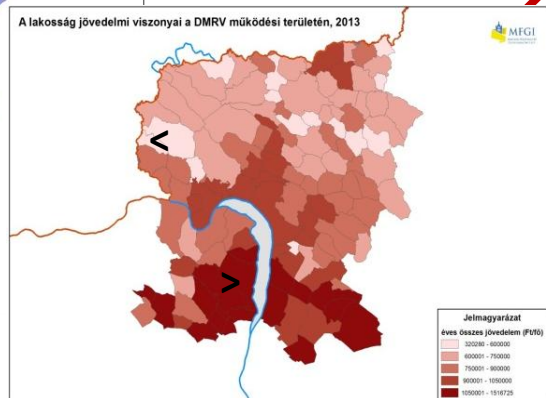 A lakosság jövedelmi viszonyai a DMRV működési területén, 2013
MFGI
<
>
Jelmagyarázat
éves összes jövedelem (Ft/fő)
320280 - 600000
600001 - 750000
750001 - 900000
900001 - 1050000
1050001 - 1516725